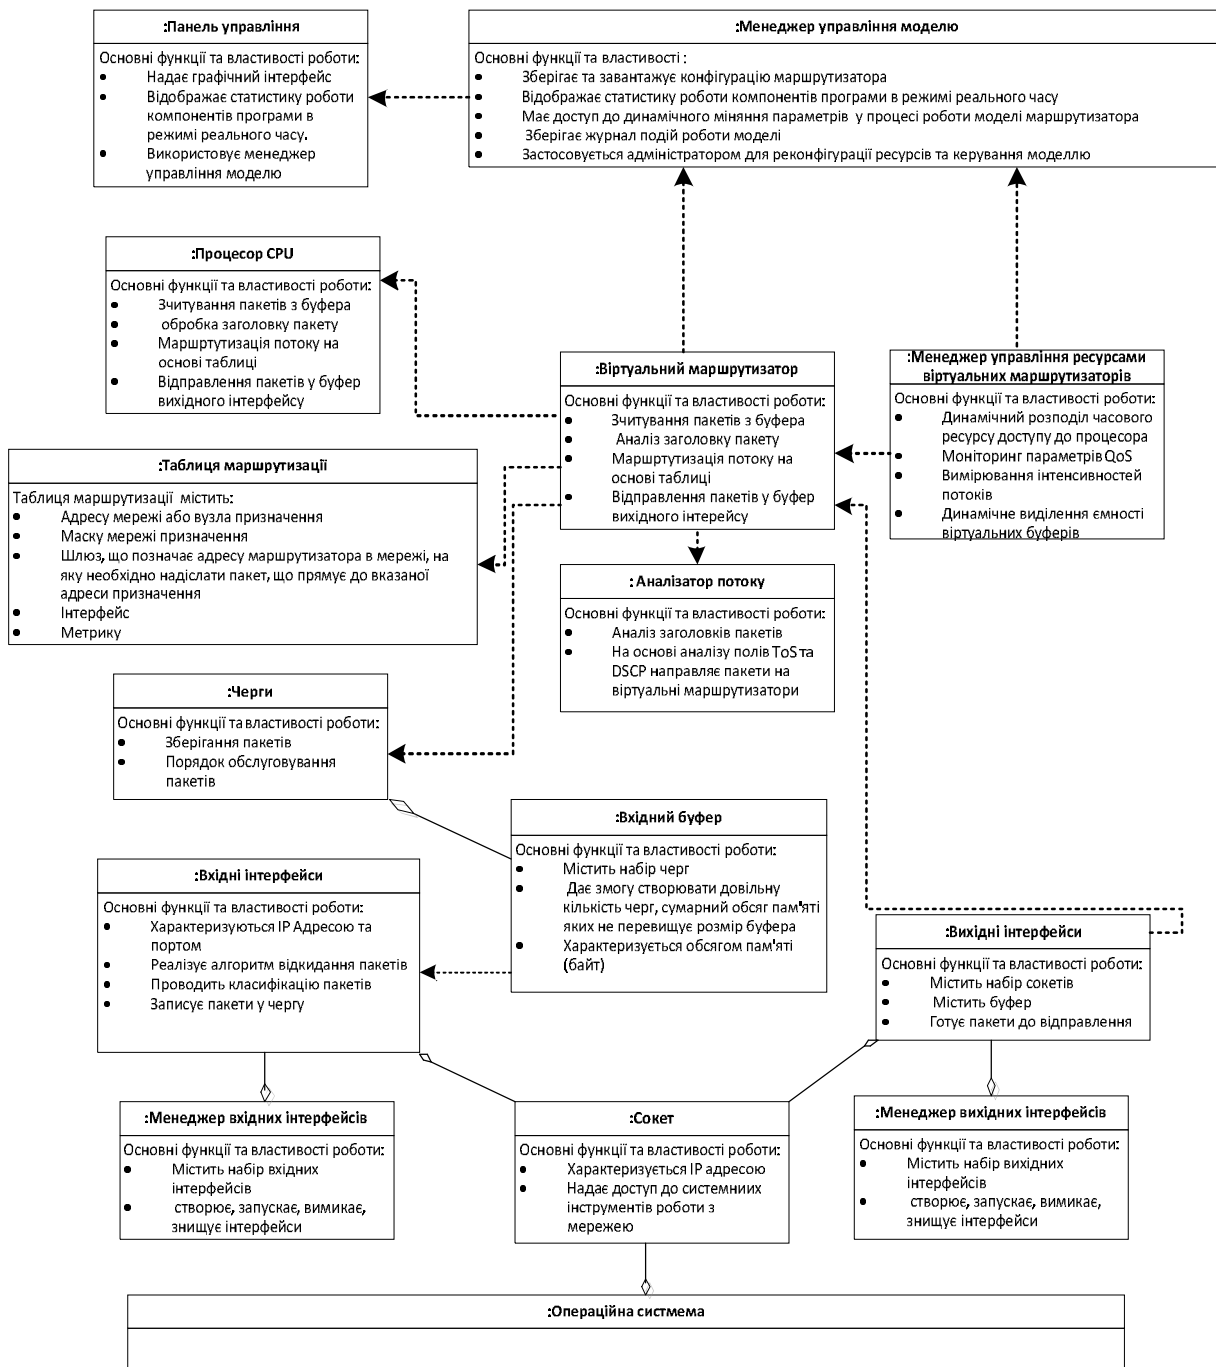 :Панель управління
Основні функції та властивості роботи:
• Надає графічний інтерфейс
• Відображає статистику роботи
компонентів програми в
режимі реального часу.
• Використовує менеджер
управління моделю
:Менеджер управління моделю
Основні функції та властивості :
• Зберігає та завантажує конфігурацію маршрутизатора
• Відображає статистику роботи компонентів програми в режимі реального часу
• Має доступ до динамічного міняння параметрів у процесі роботи моделі маршрутизатора
• Зберігає журнал подій роботи моделі
• Застосовується адміністратором для реконфігурації ресурсів та керування моделлю
:Процесор CPU
Основні функції та властивості роботи:
• Зчитування пакетів з буфера
• обробка заголовку пакету
• Маршртутизація потоку на
основі таблиці
• Відправлення пакетів у буфер
вихідного інтерфейсу
:Віртуальний маршрутизатор
Основні функції та властивості роботи:
• Зчитування пакетів з буфера
• Аналіз заголовку пакету
• Маршртутизація потоку на
основі таблиці
• Відправлення пакетів у буфер
вихідного інтерейсу
:Менеджер управління ресурсами
віртуальних маршрутизаторів
Основні функції та властивості роботи:
• Динамічний розподіл часового
ресурсу доступу до процесора
• Моніторинг параметрів QoS
• Вимірювання інтенсивностей
потоків
• Динамічне виділення ємності
віртуальних буферів
:Таблиця маршрутизації
Таблиця маршрутизації містить:
• Адресу мережі або вузла призначення
• Маску мережі призначення
• Шлюз, що позначає адресу маршрутизатора в мережі, на
яку необхідно надіслати пакет, що прямує до вказаної
адреси призначення
• Інтерфейс
• Метрику
: Аналізатор потоку
Основні функції та властивості роботи:
• Аналіз заголовків пакетів
• На основі аналізу полів ToS та
DSCP направляє пакети на
віртуальні маршрутизатори
:Черги
Основні функції та властивості роботи:
• Зберігання пакетів
• Порядок обслуговування
пакетів
:Вхідний буфер
Основні функції та властивості роботи:
• Містить набір черг
• Дає змогу створювати довільну
кількість черг, сумарний обсяг пам'яті
яких не перевищує розмір буфера
• Характеризується обсягом пам'яті
(байт)
:Вхідні інтерфейси
Основні функції та властивості роботи:
• Характеризуються IP Адресою та
портом
• Реалізує алгоритм відкидання пакетів
• Проводить класифікацію пакетів
• Записує пакети у чергу
:Вихідні інтерфейси
Основні функції та властивості роботи:
• Містить набір сокетів
• Містить буфер
• Готує пакети до відправлення
:Менеджер вхідних інтерфейсів
Основні функції та властивості роботи:
• Містить набір вхідних
інтерфейсів
• створює, запускає, вимикає,
знищує інтерфейси
:Сокет
Основні функції та властивості роботи:
• Характеризується IP адресою
• Надає доступ до системниих
інструментів роботи з
мережею
:Менеджер вихідних інтерфейсів
Основні функції та властивості роботи:
• Містить набір вихідних
інтерфейсів
• створює, запускає, вимикає,
знищує інтерфейси
:Операційна систмема